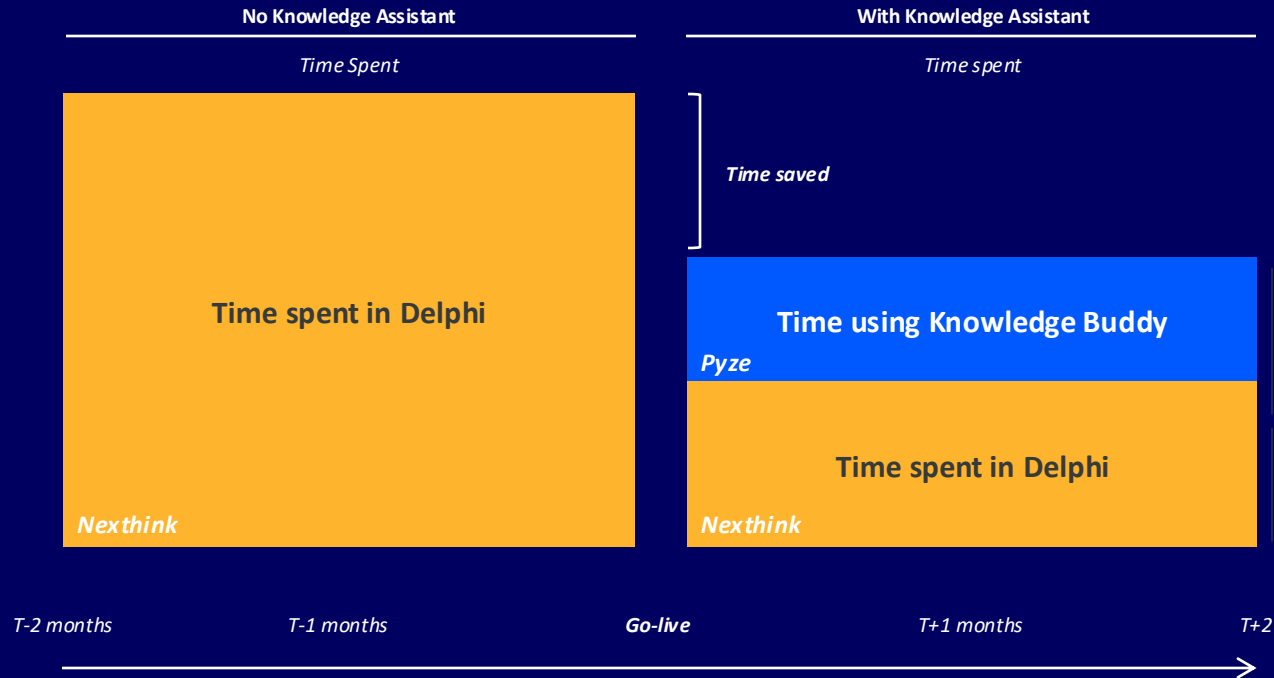 No Knowledge Assistant
With Knowledge Assistant
Time Spent
Time spent
Time saved
Time spent in Delphi
Time using Knowledge Buddy
Pyze
Time spent in Delphi
Nexthink
Nexthink
T-2 months
T-1 months
Go-live
T+1 months
T+2